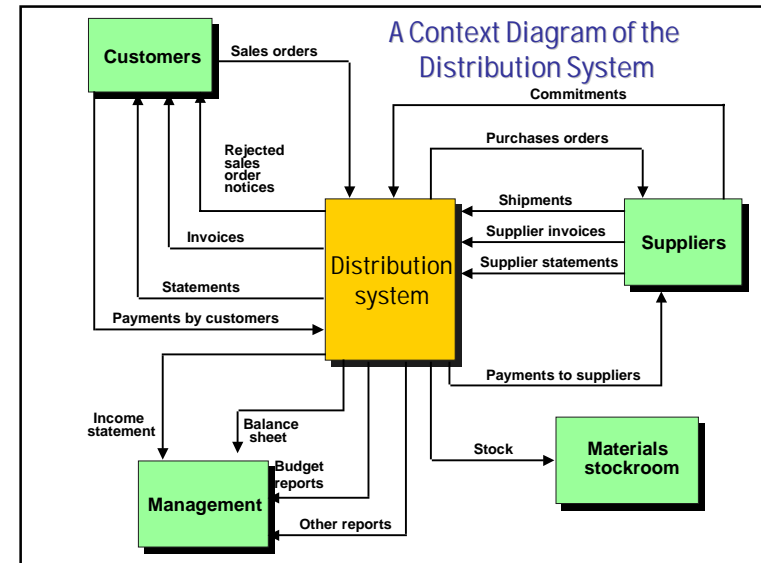 A Context Diagram of the
Distribution System
Customers
Sales orders
Commitments
Purchases orders
Rejected
sales
order
notices
Shipments
Supplier invoices
Supplier statements
Suppliers
Invoices
Distribution
system
Statements
Payments by customers
Payments to suppliers
Income
statement
Balance
sheet
Stock
Materials
stockroom
Budget
reports
Management
Other reports